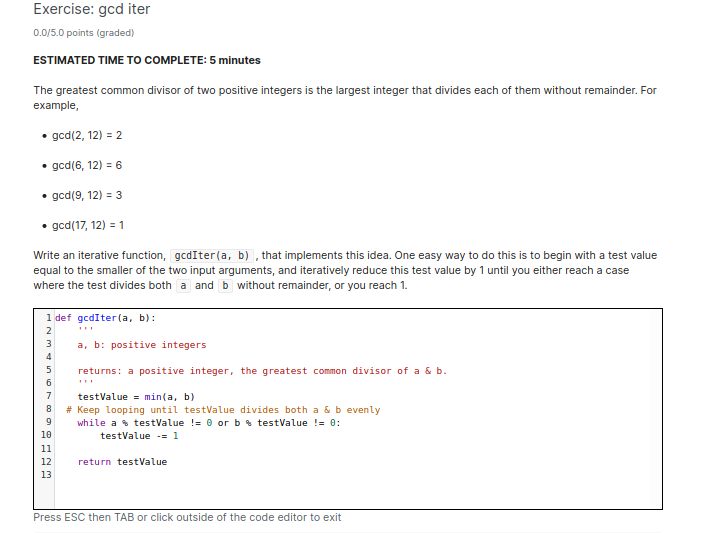 Exercise: gcd iter
0.0/5.0 points (graded)
ESTIMATED TIME TO COMPLETE: 5 minutes
The greatest common divisor of two positive integers is the largest integer that divides each of them without remainder. For
example,
• gcd(2, 12) = 2
• gcd(6, 12) = 6
• gcd(9, 12) = 3
• gcd(17, 12) = 1
Write an iterative function, gcdIter(a, b), that implements this idea. One easy way to do this is to begin with a test value
equal to the smaller of the two input arguments, and iteratively reduce this test value by 1 until you either reach a case
where the test divides both a and b without remainder, or you reach 1.
1 def gcdIter(a, b):
2     '''
3     a, b: positive integers
4
5     returns: a positive integer, the greatest common divisor of a & b.
6     '''
7     testValue = min(a, b)
8   # Keep looping until testValue divides both a & b evenly
9     while a % testValue != 0 or b % testValue != 0:
10         testValue -= 1
11
12     return testValue
13
Press ESC then TAB or click outside of the code editor to exit